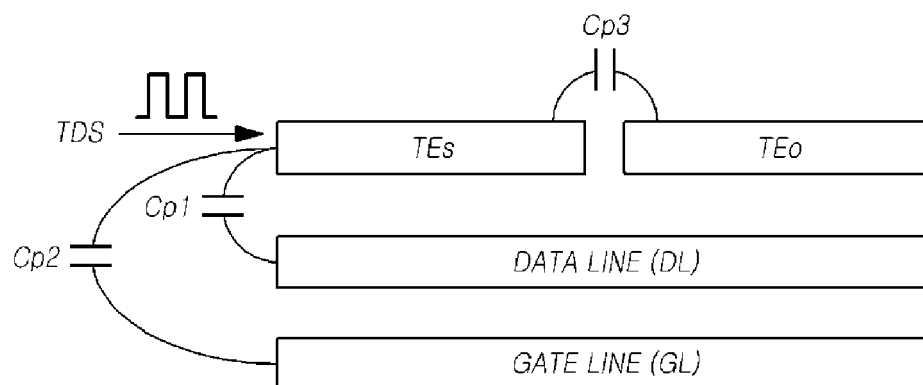 Cp3
TDS
TEs
TEo
Cp1
Cp2
DATA LINE (DL)
GATE LINE (GL)